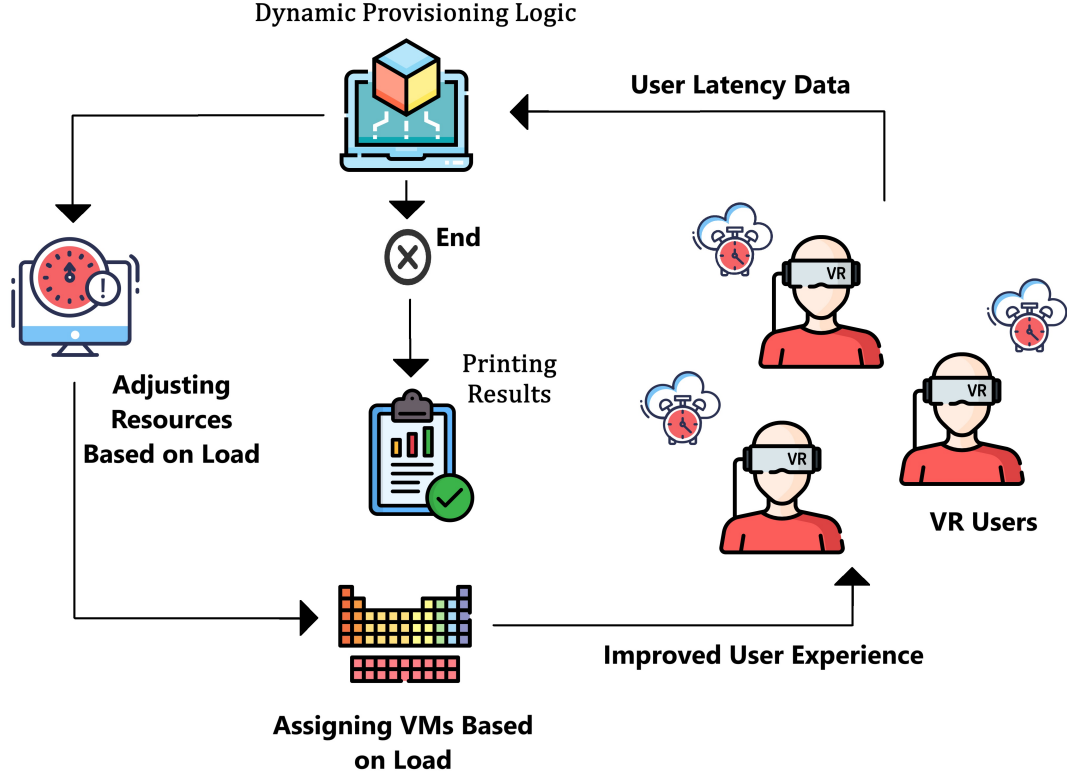 Dynamic Provisioning Logic
User Latency Data
End
VR
VR
VR
Printing
Results
Adjusting
Resources
Based on Load
VR Users
Improved User Experience
Assigning VMs Based
on Load